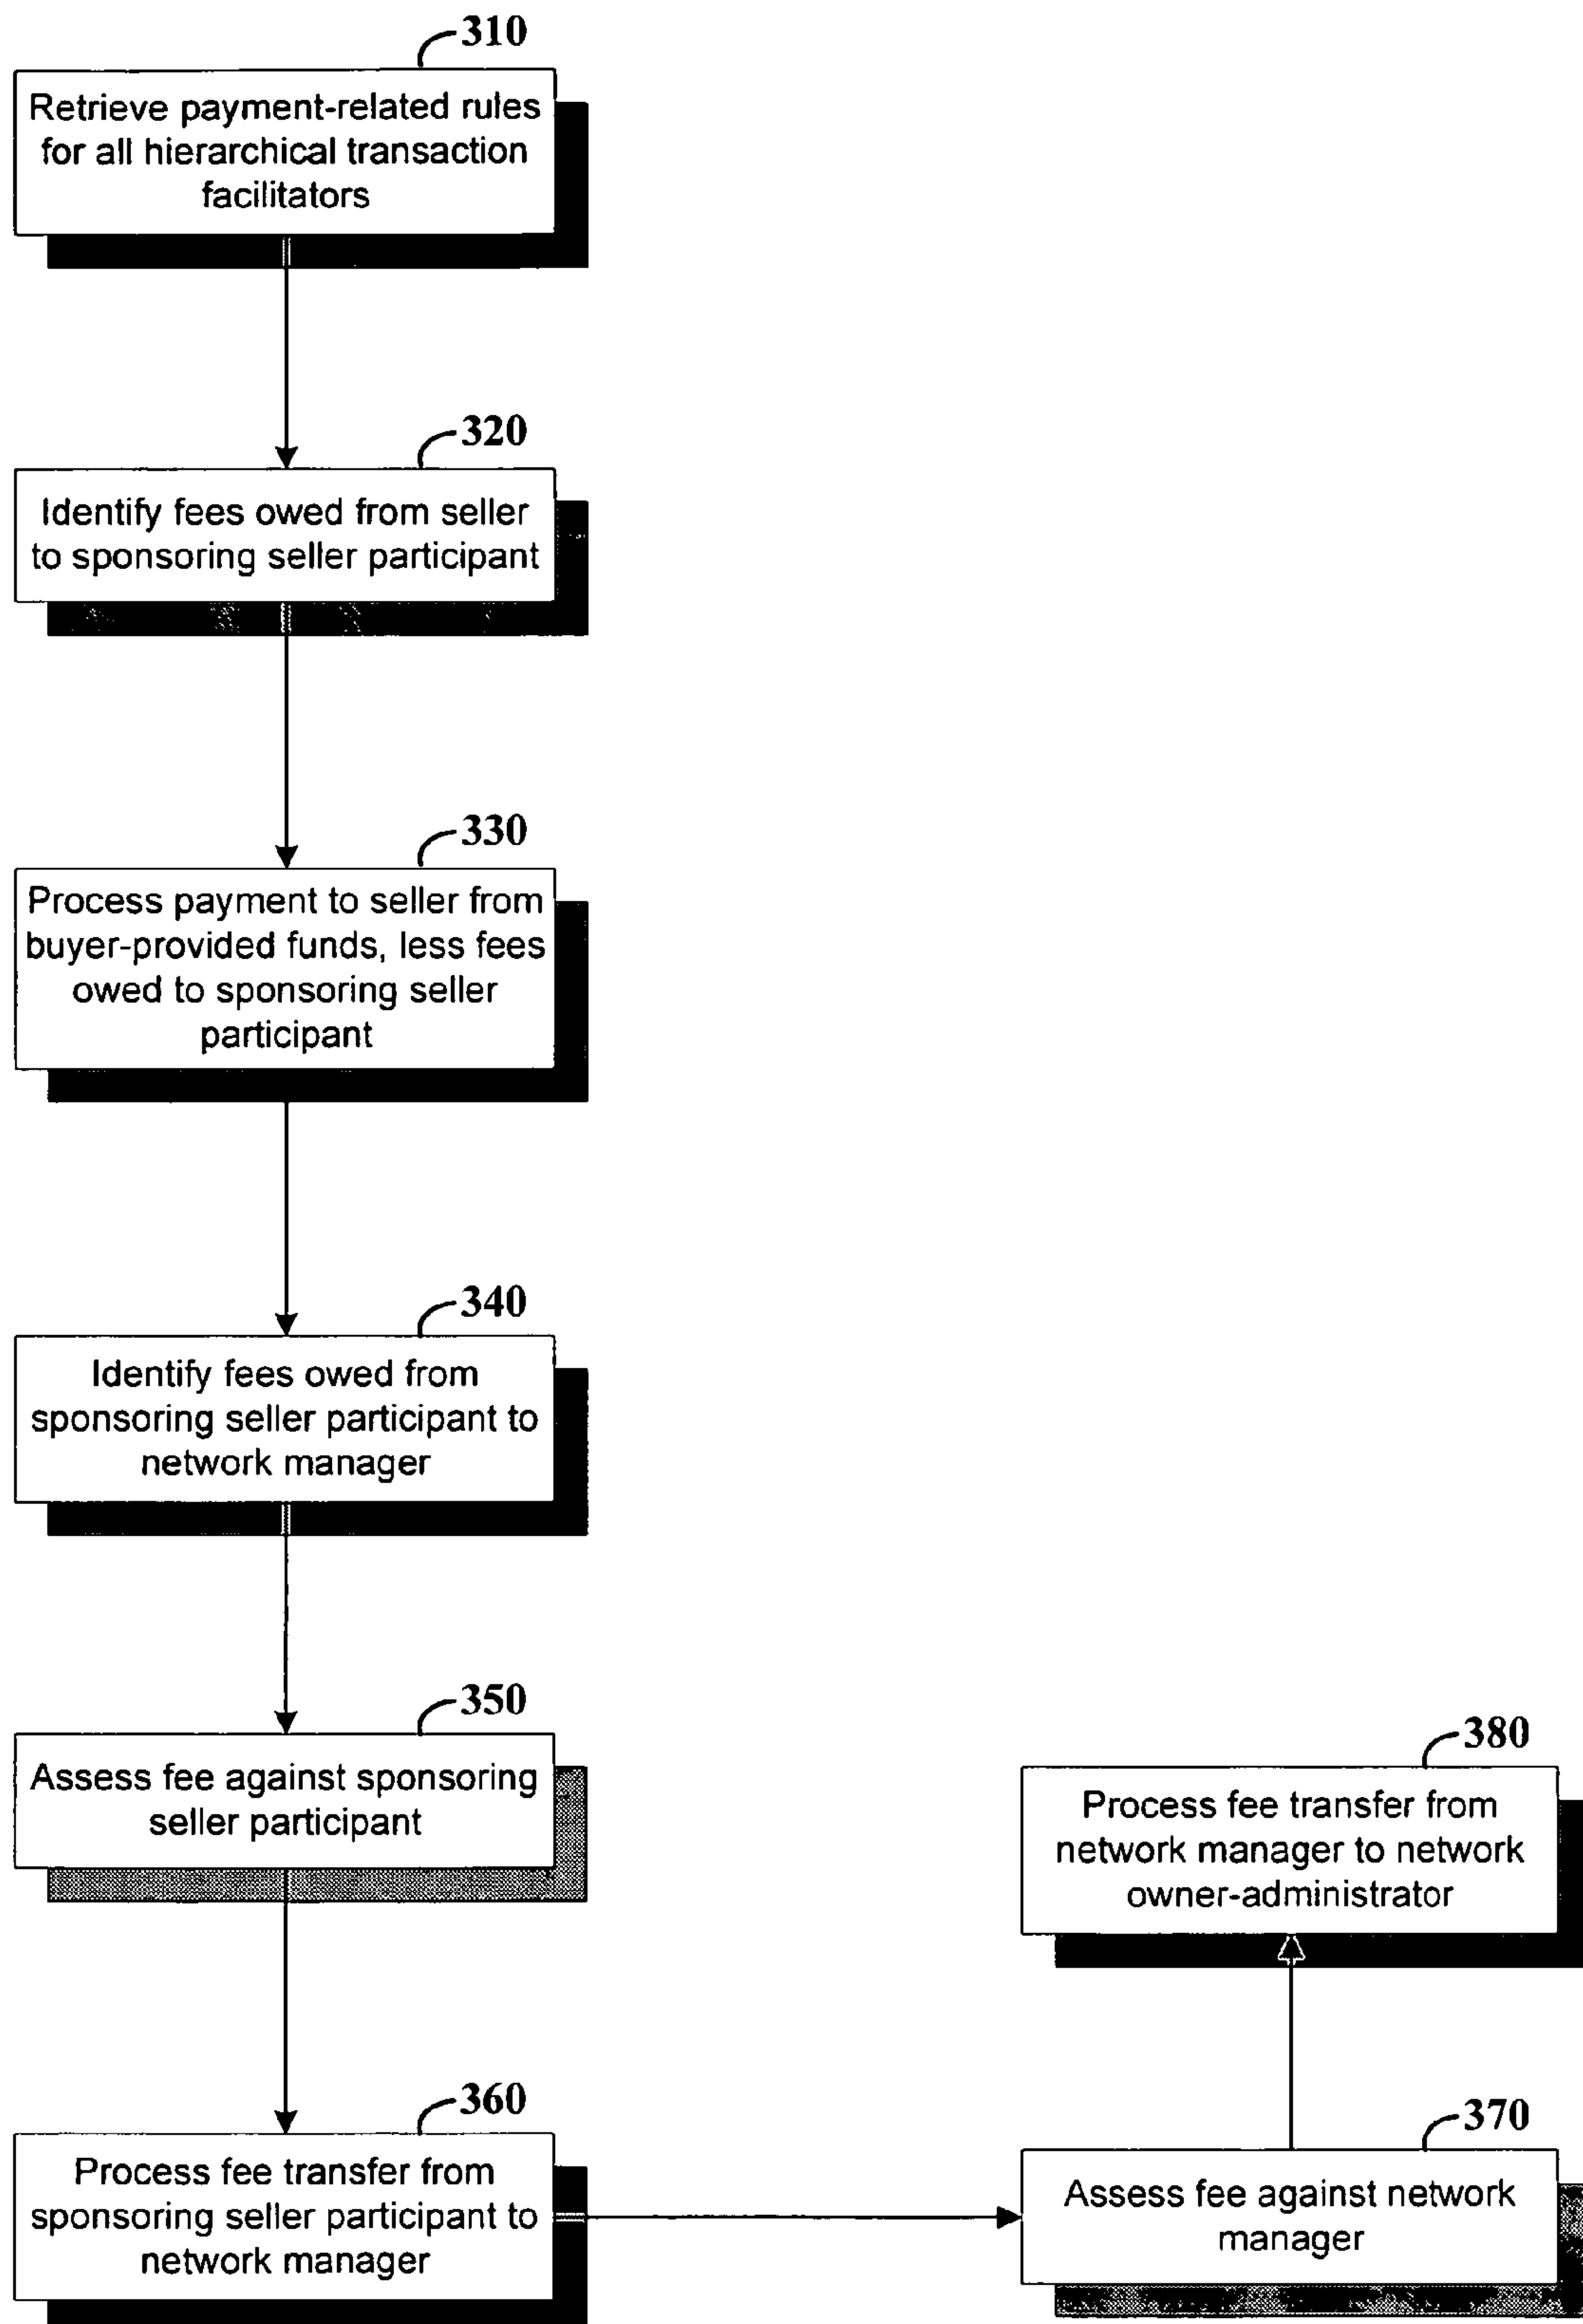 310
Retrieve payment-related rules
for all hierarchical transaction
facilitators
320
Identify fees owed from seller
to sponsoring seller participant
330
Process payment to seller from
buyer-provided funds, less fees
owed to sponsoring seller
participant
340
Identify fees owed from
sponsoring seller participant to
network manager
350
Assess fee against sponsoring
seller participant
360
Process fee transfer from
sponsoring seller participant to
network manager
370
Assess fee against network
manager
380
Process fee transfer from
network manager to network
owner-administrator